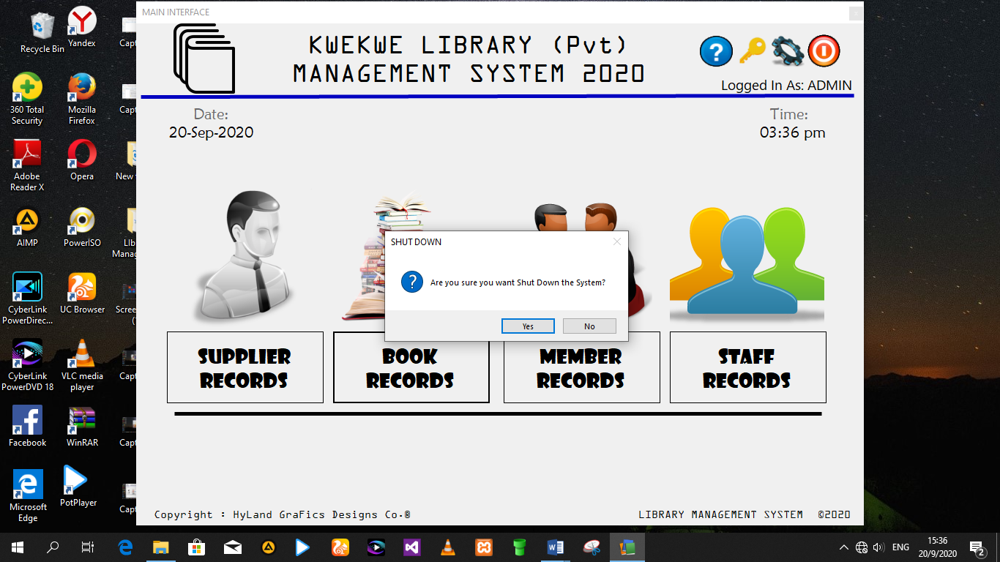 MAIN INTERFACE
KWEKWE LIBRARY (Pvt)
MANAGEMENT SYSTEM 2020
Logged In As: ADMIN
Date:
20-Sep-2020
Time:
03:36 pm
SHUT DOWN
Are you sure you want Shut Down the System?
Yes
No
SUPPLIER
RECORDS
BOOK
RECORDS
MEMBER
RECORDS
STAFF
RECORDS
Copyright : HyLand GraFics Designs Co.®
LIBRARY MANAGEMENT SYSTEM ©2020
Recycle Bin
Yandex
Capt
360 Total
Security
Mozilla
Firefox
Capt
Adobe
Reader X
Opera
New
AIMP
PowerISO
LIb
Mana
CyberLink
PowerDirec...
UC Browser
Scree
CyberLink
PowerDVD 18
VLC media
player
Capt
Facebook
WinRAR
Capt
Microsoft
Edge
PotPlayer
Capt
ENG
15:36
20/9/2020
2